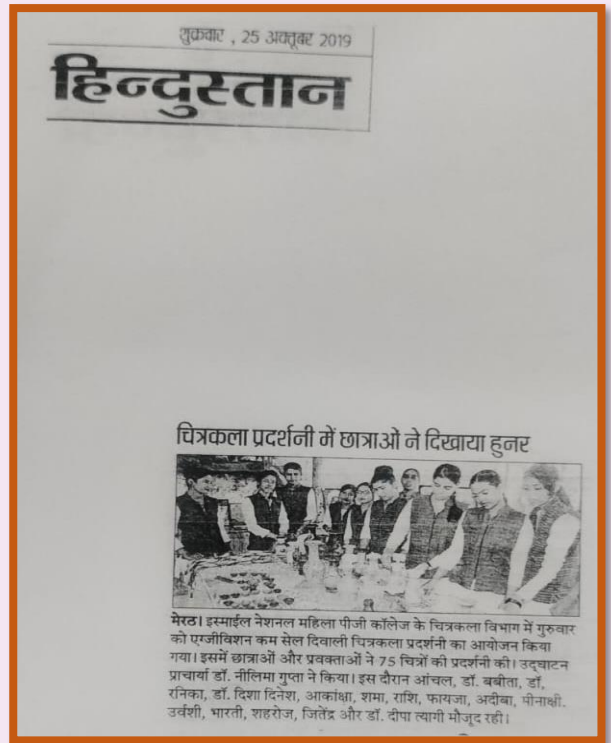 शुक्रवार , 25 अक्तूबर 2019
हिन्दुस्तान
चित्रकला प्रदर्शनी में छात्राओं ने दिखाया हुनर
मेरठ। इस्माईल नेशनल महिला पीजी कॉलेज के चित्रकला विभाग में गुरुवार
को एग्जीविशन कम सेल दिवाली चित्रकला प्रदर्शनी का आयोजन किया
गया। इसमें छात्राओं और प्रवक्ताओं ने 75 चित्रों की प्रदर्शनी की। उद्घाटन
प्राचार्या डॉ. नीलिमा गुप्ता ने किया। इस दौरान आंचल, डॉ. बबीता, डॉ,
रनिका, डॉ. दिशा दिनेश, आकांक्षा, शमा, राशि, फायजा, अदीबा, मीनाक्षी.
उर्वशी, भारती, शहरोज, जितेंद्र और डॉ. दीपा त्यागी मौजूद रही।